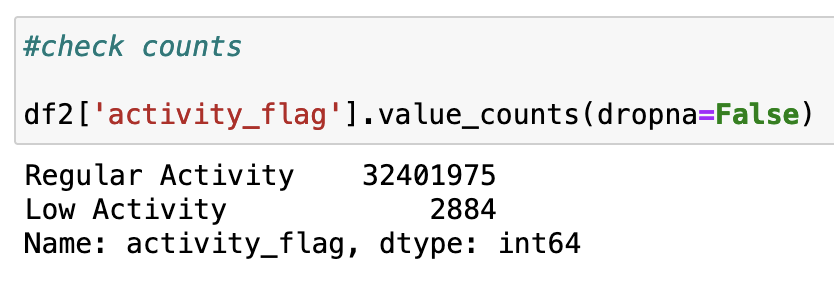 #check counts
df2['activity_flag'].value_counts(dropna=False)
Regular Activity    32401975
Low Activity            2884
Name: activity_flag, dtype: int64